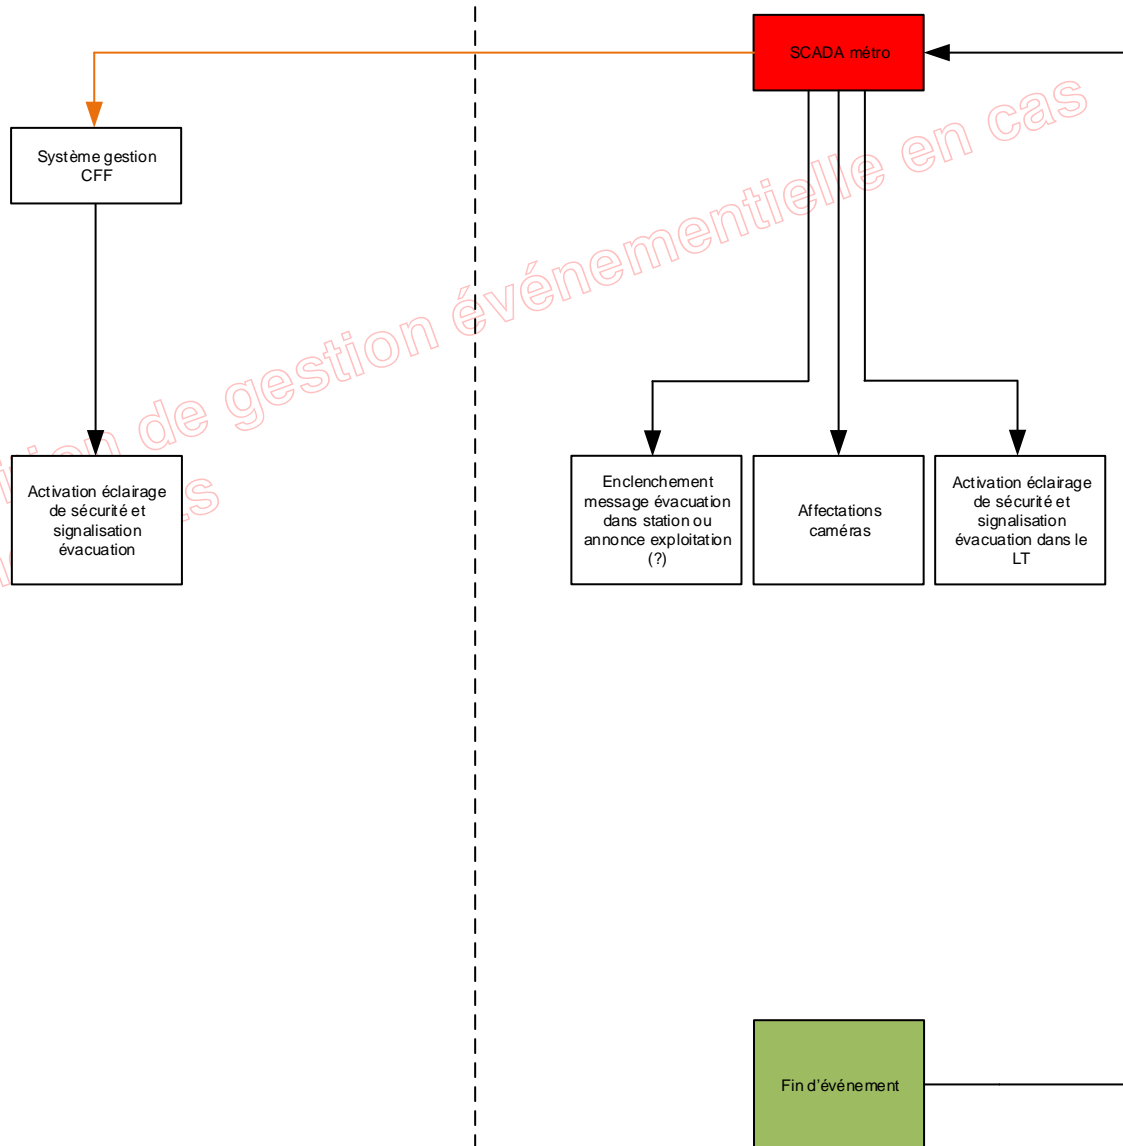 SCADA métro
Système gestion
CFF
de gestion événementielle en cas
Activation éclairage
de sécurité et
signalisation
évacuation
Enclenchement
message évacuation
dans station ou
annonce exploitation
(?)
Affectations
caméras
Activation éclairage
de sécurité et
signalisation
évacuation dans le
LT
Fin d'événement